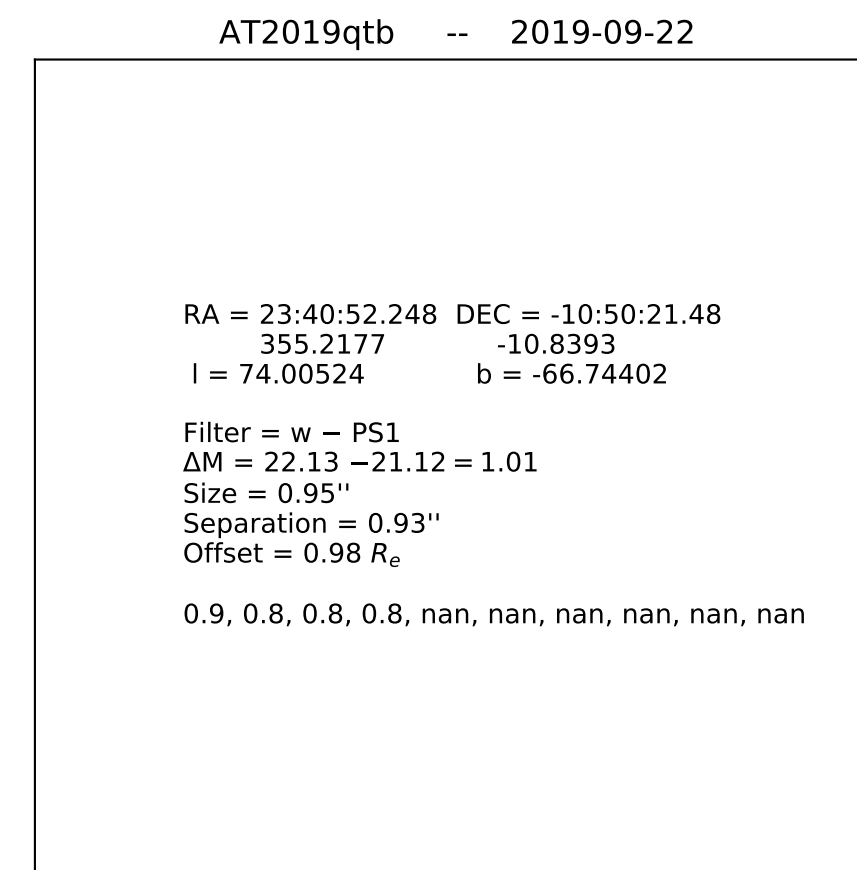 AT2019qtb -- 2019-09-22
RA = 23:40:52.248 DEC = -10:50:21.48
355.2177 -10.8393
l = 74.00524 b = -66.74402
Filter = w − PS1
ΔM = 22.13 −21.12 = 1.01
Size = 0.95''
Separation = 0.93''
Offset = 0.98 Rₑ
0.9, 0.8, 0.8, 0.8, nan, nan, nan, nan, nan, nan